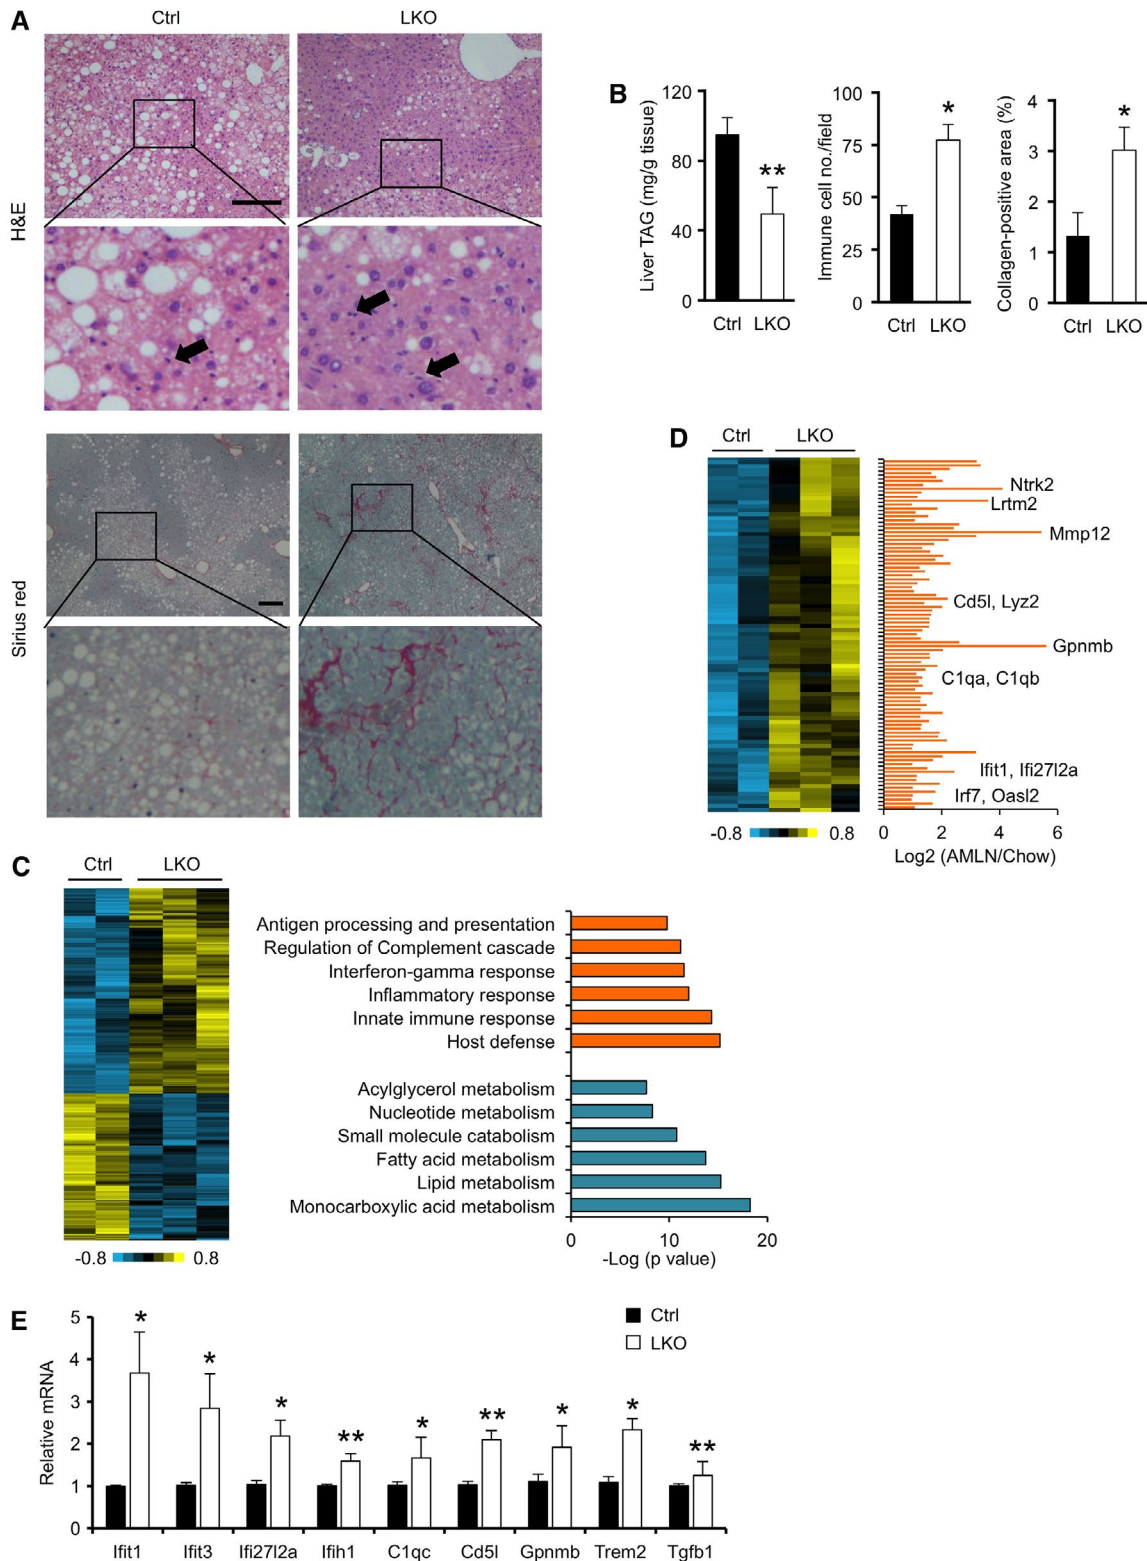 A
Ctrl
LKO
H&E
Sirius red
B
Liver TAG (mg/g tissue)
120
80
40
0
Ctrl
LKO
**
Immune cell no./field
100
75
50
25
0
Ctrl
LKO
*
Collagen-positive area (%)
4
3
2
1
0
Ctrl
LKO
*
D
Ctrl
LKO
-0.8
0.8
Ntrk2
Lrtm2
Mmp12
Cd5l, Lyz2
Gpnmb
C1qa, C1qb
Ifit1, Ifi27l2a
Irf7, Oasl2
0
2
4
6
Log2 (AMLN/Chow)
C
Ctrl
LKO
-0.8
0.8
Antigen processing and presentation
Regulation of Complement cascade
Interferon-gamma response
Inflammatory response
Innate immune response
Host defense
Acylglycerol metabolism
Nucleotide metabolism
Small molecule catabolism
Fatty acid metabolism
Lipid metabolism
Monocarboxylic acid metabolism
0
10
20
-Log (p value)
E
Relative mRNA
5
4
3
2
1
0
Ctrl
LKO
*
*
*
**
*
**
*
*
**
Ifit1
Ifit3
Ifi27l2a
Ifih1
C1qc
Cd5l
Gpnmb
Trem2
Tgfb1